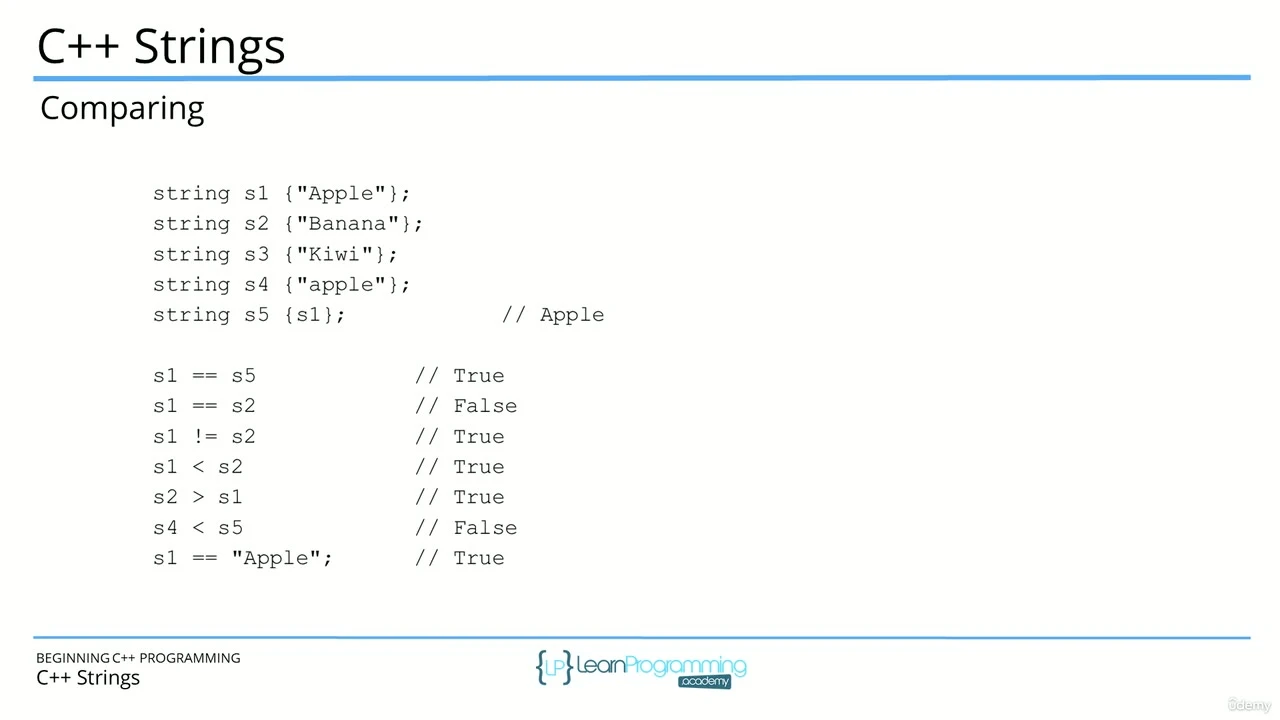 C++ Strings
Comparing
string s1 {"Apple"};
string s2 {"Banana"};
string s3 {"Kiwi"};
string s4 {"apple"};
string s5 {s1}; // Apple
s1 == s5 // True
s1 == s2 // False
s1 != s2 // True
s1 < s2 // True
s2 > s1 // True
s4 < s5 // False
s1 == "Apple"; // True
BEGINNING C++ PROGRAMMING
C++ Strings
{LP} LearnProgramming
.academy
ûdemy